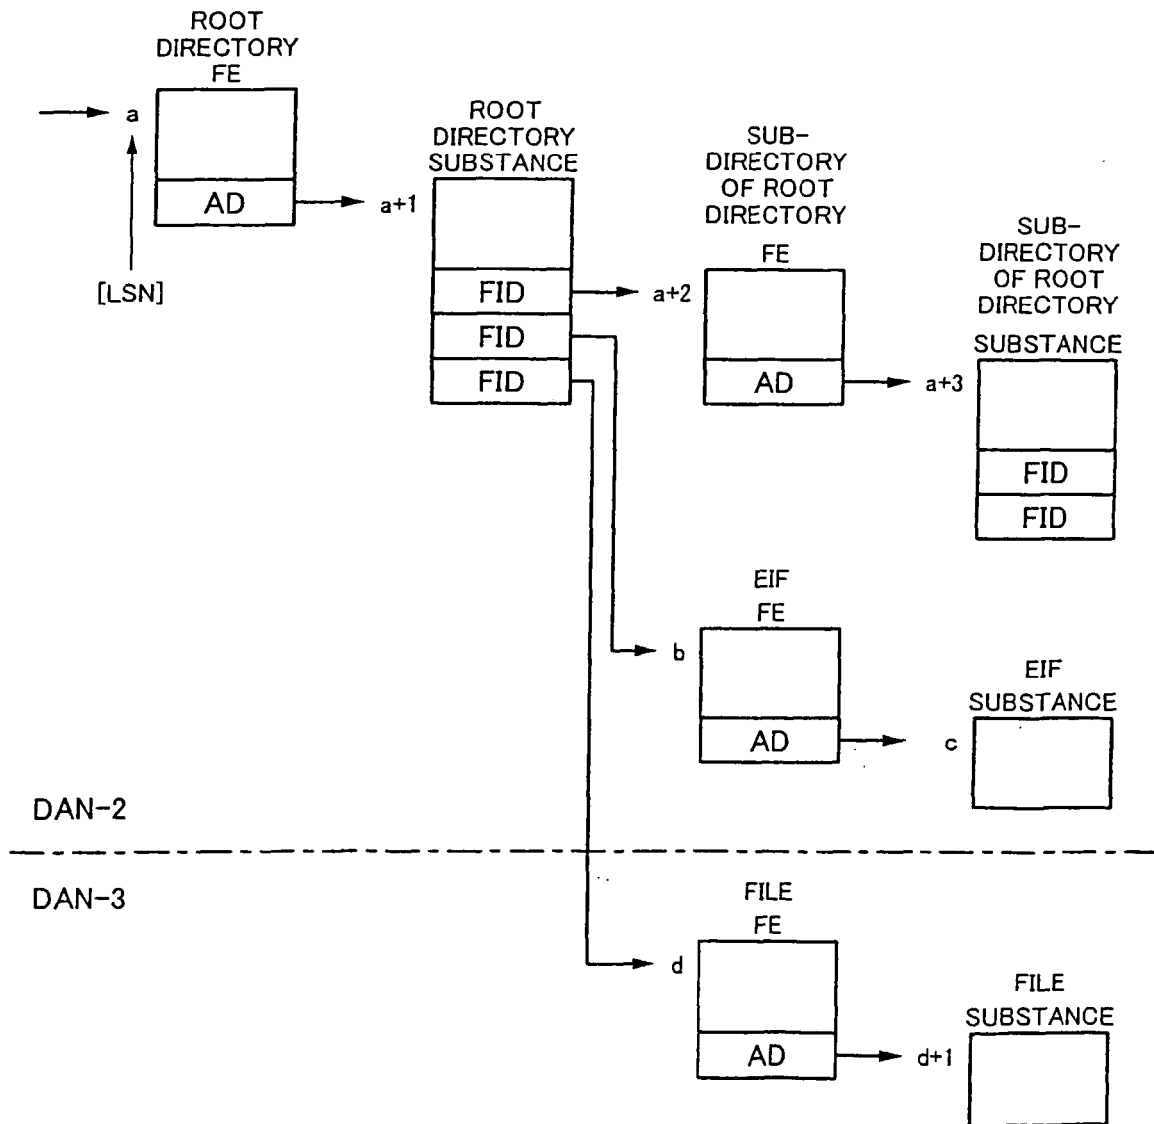 ROOT
DIRECTORY
FE
a
AD
[LSN]
ROOT
DIRECTORY
SUBSTANCE
a+1
FID
FID
FID
SUB-
DIRECTORY
OF ROOT
DIRECTORY
FE
a+2
AD
SUB-
DIRECTORY
OF ROOT
DIRECTORY
SUBSTANCE
a+3
FID
FID
EIF
FE
b
AD
EIF
SUBSTANCE
c
DAN-2
DAN-3
FILE
FE
d
AD
FILE
SUBSTANCE
d+1